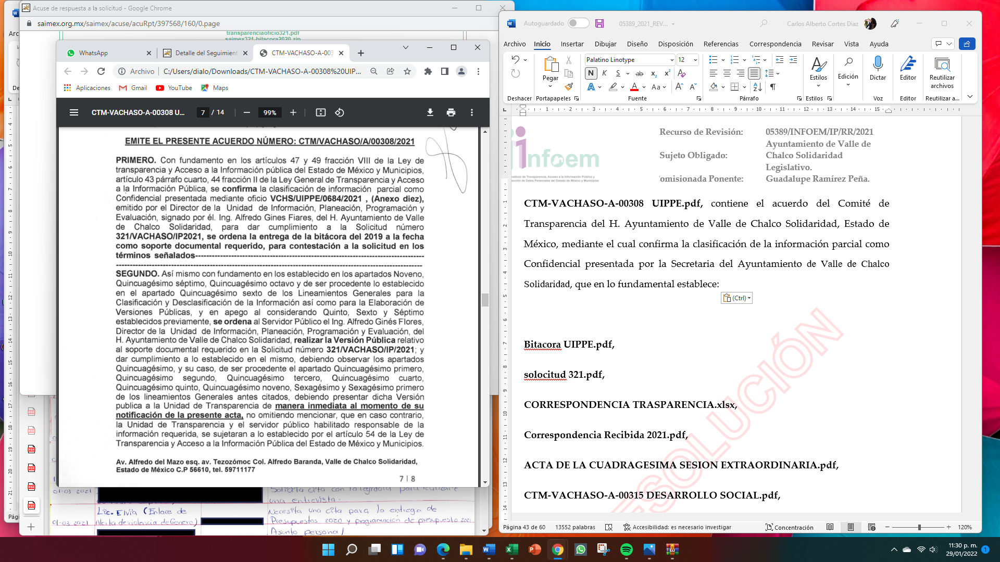 Acuse de respuesta a la solicitud - Google Chrome
saimex.org.mx/saimex/acuse/acuRpt/397568/160/0.page
transparenciaoficio321.pdf
saimex321-bitacora2020.zip
WhatsApp
Detalle del Seguimient
CTM-VACHASO-A-003
Archivo
C:/Users/dialo/Downloads/CTM-VACHASO-A-00308%20UIP...
Aplicaciones
Gmail
YouTube
Maps
CTM-VACHASO-A-00308 U...
7 / 14
99%
EMITE EL PRESENTE ACUERDO NÚMERO: CTM/VACHASO/A/00308/2021
PRIMERO. Con fundamento en los artículos 47 y 49 fracción VIII de la Ley de
transparencia y Acceso a la Información pública del Estado de México y Municipios,
artículo 43 párrafo cuarto, 44 fracción II de la Ley General de Transparencia y Acceso
a la Información Pública, se confirma la clasificación de información parcial como
Confidencial presentada mediante oficio VCHS/UIPPE/0684/2021 , (Anexo diez),
emitido por el Director de la Unidad de Información, Planeación, Programación y
Evaluación, signado por él. Ing. Alfredo Gines Fiares, del H. Ayuntamiento de Valle
de Chalco Solidaridad, para dar cumplimiento a la Solicitud número
321/VACHASO/IP2021, se ordena la entrega de la bitácora del 2019 a la fecha
como soporte documental requerido, para contestación a la solicitud en los
términos señalados------------------------------------------------------------
SEGUNDO. Así mismo con fundamento en los establecido en los apartados Noveno,
Quincuagésimo séptimo, Quincuagésimo octavo y de ser procedente lo establecido
en el apartado Quincuagésimo sexto de los Lineamientos Generales para la
Clasificación y Desclasificación de la Información así como para la Elaboración de
Versiones Públicas, y en apego al considerando Quinto, Sexto y Séptimo
establecidos previamente, se ordena al Servidor Público el Ing. Alfredo Ginés Flores,
Director de la Unidad de Información, Planeación, Programación y Evaluación, del
H. Ayuntamiento de Valle de Chalco Solidaridad, realizar la Versión Pública relativo
al soporte documental requerido en la Solicitud número 321/VACHASO/IP/2021; y
dar cumplimiento a lo establecido en el mismo, debiendo observar los apartados
Quincuagésimo, y su caso, de ser procedente el apartado Quincuagésimo primero,
Quincuagésimo segundo, Quincuagésimo tercero, Quincuagésimo cuarto,
Quincuagésimo quinto, Quincuagésimo noveno, Sexagésimo y Sexagésimo primero
de los lineamientos Generales antes citados, debiendo presentar dicha Versión
publica a la Unidad de Transparencia de manera inmediata al momento de su
notificación de la presente acta, no omitiendo mencionar, que en caso contrario,
la Unidad de Transparencia y el servidor público habilitado responsable de la
información requerida, se sujetaran a lo establecido por el artículo 54 de la Ley de
Transparencia y Acceso a la Información Pública del Estado de México y Municipios.
Av. Alfredo del Mazo esq. av. Tezozómoc Col. Alfredo Baranda, Valle de Chalco Solidaridad,
Estado de México C.P 56610, tel. 59711177
7 | 8
01-03 2021
Solicita cita con la
una entrevista.
Lic. Elvia (Enlace de
Alerta de violencia de Genero)
01-03 2021
Necesita una cita para la entrega de
Presupuestos 2020 y programación de presupuesto 2021
Asunto personal
Autoguardado
05389_2021_REV...
Carlos Alberto Cortes Diaz
Archivo Inicio Insertar Dibujar Diseño Disposición Referencias Correspondencia Revisar Vista Ayuda
Palatino Linotype 12
Pegar
N K S ab x₂ x²
Aa
Estilos
Edición
Dictar
Editor
Reutilizar archivos
Deshacer Portapapeles Fuente Párrafo Estilos Voz Editor Reutilizar a...
infoem
Instituto de Transparencia, Acceso a la Información Pública y
Protección de Datos Personales del Estado de México y Municipios
Recurso de Revisión: 05389/INFOEM/IP/RR/2021
Sujeto Obligado: Ayuntamiento de Valle de
Chalco Solidaridad
Legislativo.
Comisionada Ponente: Guadalupe Ramírez Peña.
CTM-VACHASO-A-00308 UIPPE.pdf, contiene el acuerdo del Comité de
Transparencia del H. Ayuntamiento de Valle de Chalco Solidaridad, Estado de
México, mediante el cual confirma la clasificación de la información parcial como
Confidencial presentada por la Secretaria del Ayuntamiento de Valle de Chalco
Solidaridad, que en lo fundamental establece:
(Ctrl)
Bitacora UIPPE.pdf,
solocitud 321.pdf,
CORRESPONDENCIA TRASPARENCIA.xlsx,
Correspondencia Recibida 2021.pdf,
ACTA DE LA CUADRAGESIMA SESION EXTRAORDINARIA.pdf,
CTM-VACHASO-A-00315 DESARROLLO SOCIAL.pdf,
ESOLUCIÓN
Página 43 de 60
13552 palabras
Accesibilidad: es necesario investigar
Concentración
120%
11:30 p. m.
29/01/2022
1